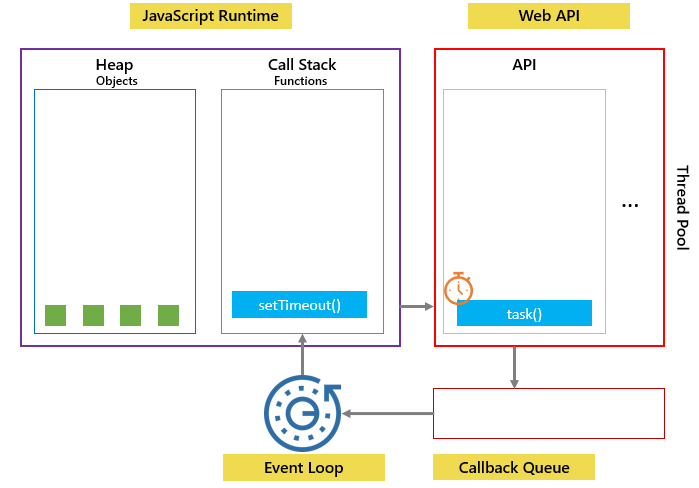 JavaScript Runtime
Web API
Heap
Objects
Call Stack
Functions
API
Thread Pool
...
setTimeout()
task()
Event Loop
Callback Queue